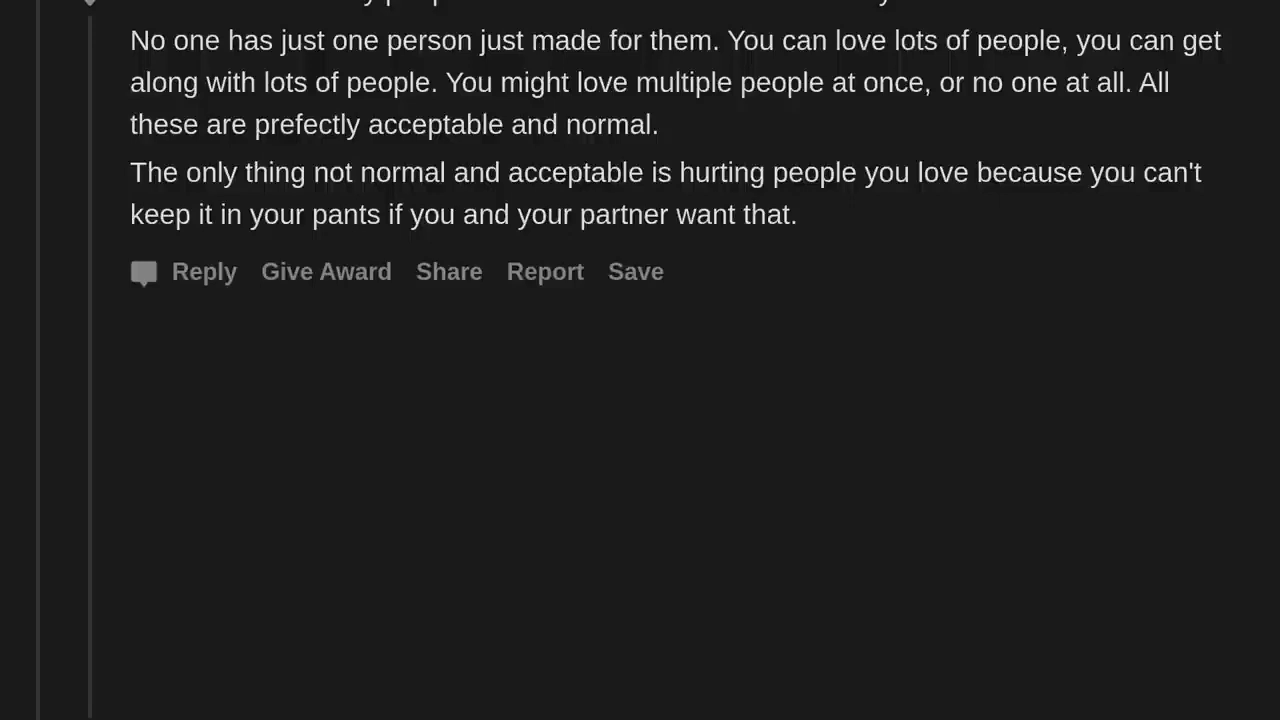 No one has just one person just made for them. You can love lots of people, you can get
along with lots of people. You might love multiple people at once, or no one at all. All
these are prefectly acceptable and normal.
The only thing not normal and acceptable is hurting people you love because you can't
keep it in your pants if you and your partner want that.
Reply Give Award Share Report Save